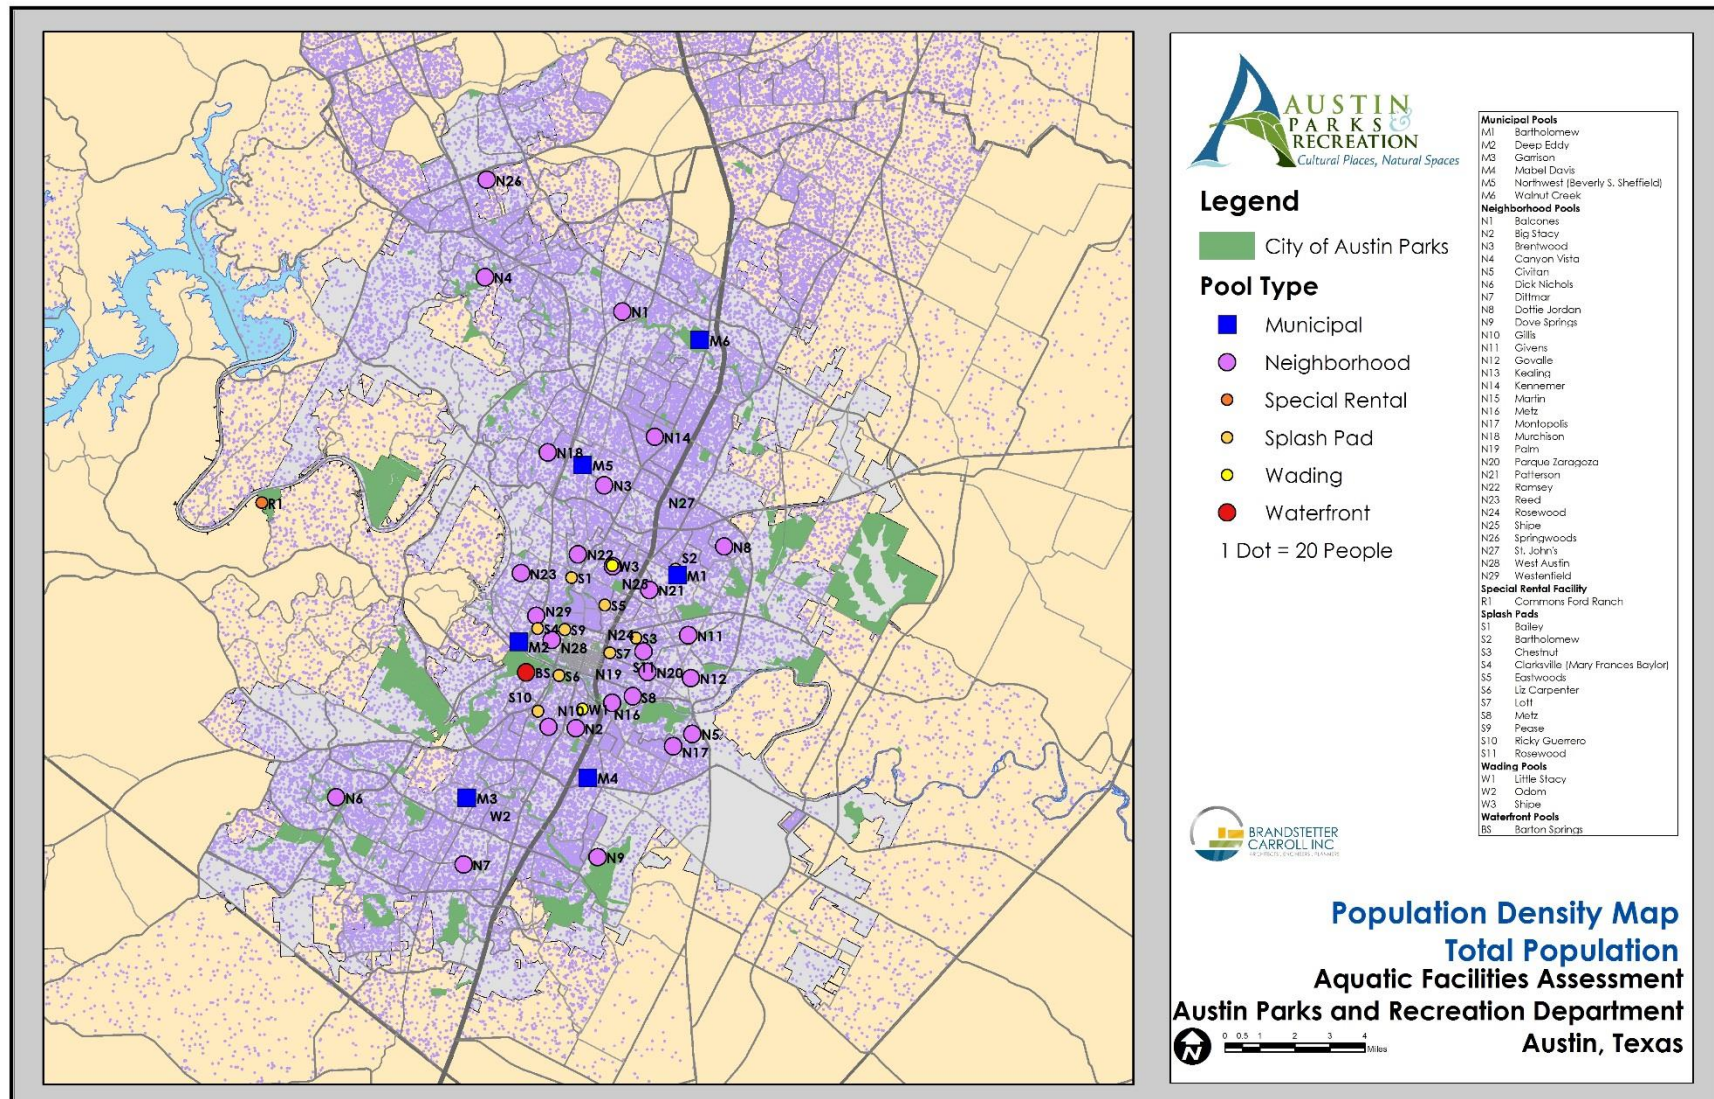 N26
N4
N1
M6
N14
N18
M5
N3
N27
R1
N8
N22
W3
S2
N23
S1
M1
N25
N21
S5
N29
S4
S9
N24
S3
N11
M2
N28
S7
S11
BS
S6
N19
N20
N12
S10
N10
W1
S8
N16
N2
N5
N17
M4
N6
M3
W2
N7
N9
AUSTIN
PARKS &
RECREATION
Cultural Places, Natural Spaces
Legend
City of Austin Parks
Pool Type
Municipal
Neighborhood
Special Rental
Splash Pad
Wading
Waterfront
1 Dot = 20 People
Municipal Pools
M1 Bartholomew
M2 Deep Eddy
M3 Garrison
M4 Mabel Davis
M5 Northwest (Beverly S. Sheffield)
M6 Walnut Creek
Neighborhood Pools
N1 Balcones
N2 Big Stacy
N3 Brentwood
N4 Canyon Vista
N5 Civitan
N6 Dick Nichols
N7 Dittmar
N8 Dottie Jordan
N9 Dove Springs
N10 Gillis
N11 Givens
N12 Govalle
N13 Kealing
N14 Kennemer
N15 Martin
N16 Metz
N17 Montopolis
N18 Murchison
N19 Palm
N20 Parque Zaragoza
N21 Patterson
N22 Ramsey
N23 Reed
N24 Rosewood
N25 Shipe
N26 Springwoods
N27 St. John's
N28 West Austin
N29 Westenfield
Special Rental Facility
R1 Commons Ford Ranch
Splash Pads
S1 Bailey
S2 Bartholomew
S3 Chestnut
S4 Clarksville (Mary Frances Baylor)
S5 Eastwoods
S6 Liz Carpenter
S7 Lott
S8 Metz
S9 Pease
S10 Ricky Guerrero
S11 Rosewood
Wading Pools
W1 Little Stacy
W2 Odom
W3 Shipe
Waterfront Pools
BS Barton Springs
BRANDSTETTER
CARROLL INC
Population Density Map
Total Population
Aquatic Facilities Assessment
Austin Parks and Recreation Department
Austin, Texas
N
0 0.5 1 2 3 4
Miles